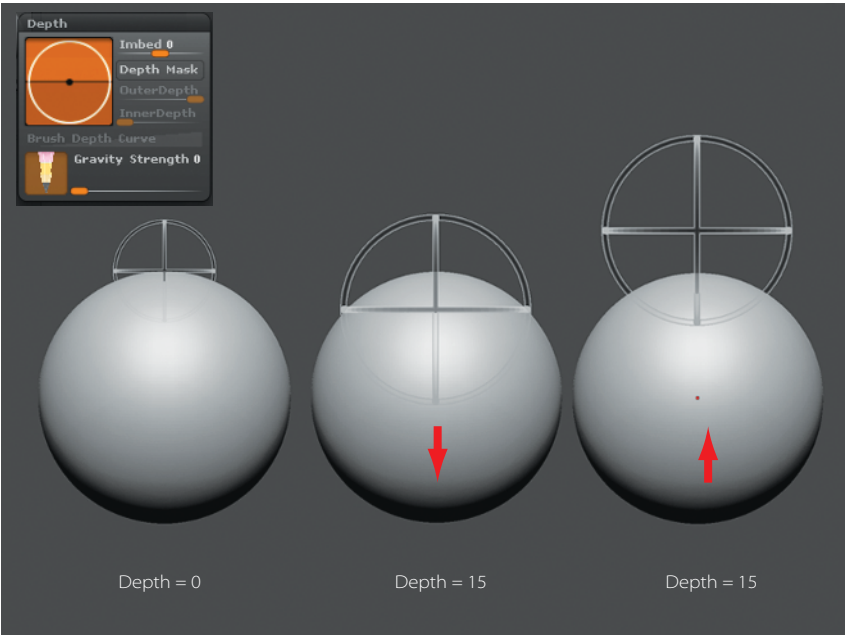 Depth
Imbed 0
Depth Mask
OuterDepth
InnerDepth
Brush Depth Curve
Gravity Strength 0
Depth = 0
Depth = 15
Depth = 15